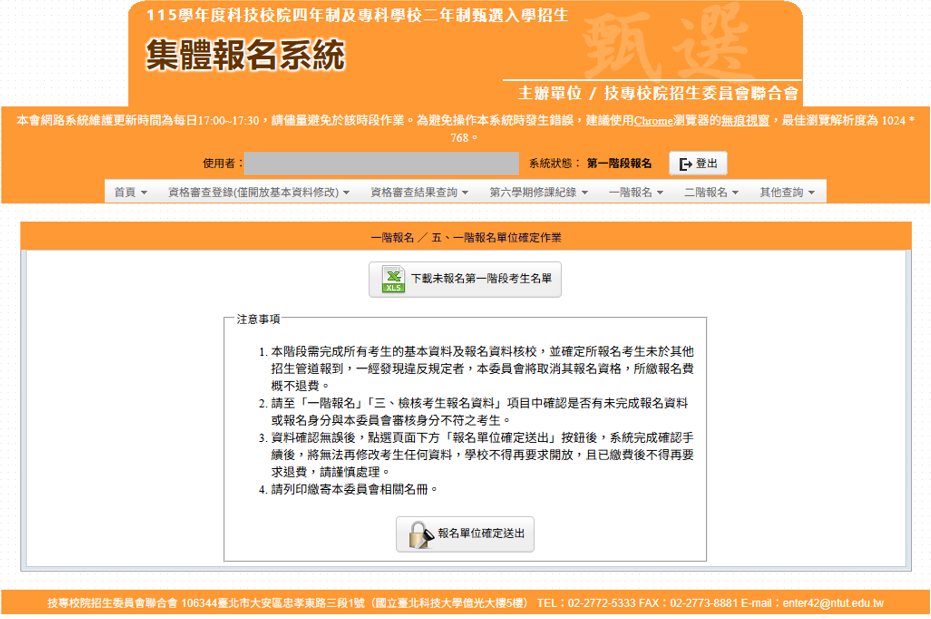 115學年度科技校院四年制及專科學校二年制甄選入學招生
甄選
集體報名系統
主辦單位 / 技專校院招生委員會聯合會
本會網路系統維護更新時間為每日17:00~17:30，請儘量避免於該時段作業。為避免操作本系統時發生錯誤，建議使用Chrome瀏覽器的無痕視窗，最佳瀏覽解析度為 1024 *
768。
使用者： 系統狀態： 第一階段報名 登出
首頁 資格審查登錄(僅開放基本資料修改) 資格審查結果查詢 第六學期修課紀錄 一階報名 二階報名 其他查詢
一階報名 ／ 五、一階報名單位確定作業
XLS 下載未報名第一階段考生名單
注意事項
1. 本階段需完成所有考生的基本資料及報名資料核校，並確定所報名考生未於其他
招生管道報到，一經發現違反規定者，本委員會將取消其報名資格，所繳報名費
概不退費。
2. 請至「一階報名」「三、檢核考生報名資料」項目中確認是否有未完成報名資料
或報名身分與本委員會審核身分不符之考生。
3. 資料確認無誤後，點選頁面下方「報名單位確定送出」按鈕後，系統完成確認手
續後，將無法再修改考生任何資料，學校不得再要求開放，且已繳費後不得再要
求退費，請謹慎處理。
4. 請列印繳寄本委員會相關名冊。
報名單位確定送出
技專校院招生委員會聯合會 106344臺北市大安區忠孝東路三段1號（國立臺北科技大學億光大樓5樓） TEL：02-2772-5333 FAX：02-2773-8881 E-mail：enter42@ntut.edu.tw